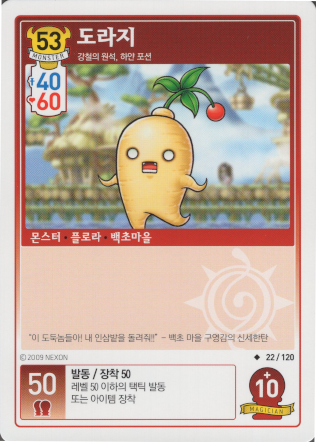 53
MONSTER
도라지
강철의 원석, 하얀 포션
40
60
몬스터 · 플로라 · 백초마을
"이 도둑놈들아! 내 인삼밭을 돌려줘!" - 백초 마을 구영감의 신세한탄
©2009 NEXON
◆ 22 / 120
50
발동 / 장착 50
레벨 50 이하의 택틱 발동
또는 아이템 장착
+
10
MAGICIAN